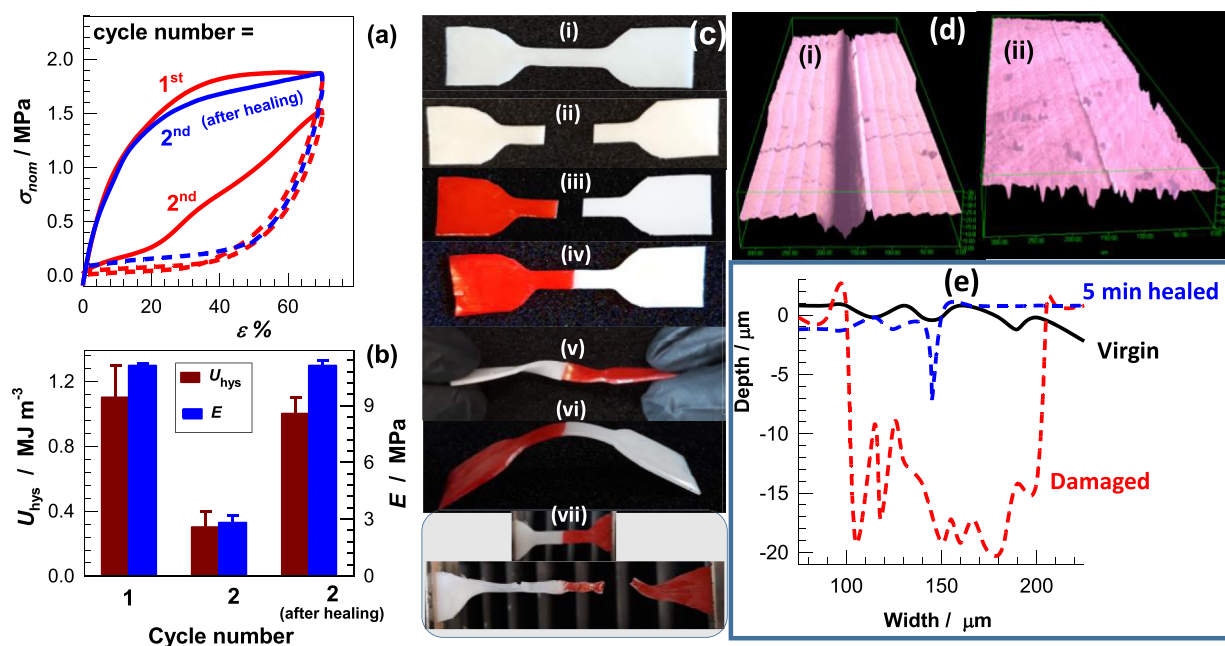 cycle number =
(a)
2.0
1.5
1.0
0.5
0.0
σnom / MPa
1st
2nd (after healing)
2nd
0 20 40 60
ε %
(b)
1.2
0.8
0.4
0.0
Uhys / MJ m-3
Uhys
E
9
6
3
0
E / MPa
1 2 2
(after healing)
Cycle number
(c)
(i)
(ii)
(iii)
(iv)
(v)
(vi)
(vii)
(d)
(i)
(ii)
(e)
5 min healed
Virgin
Damaged
0
-5
-10
-15
-20
Depth / μm
100 150 200
Width / μm